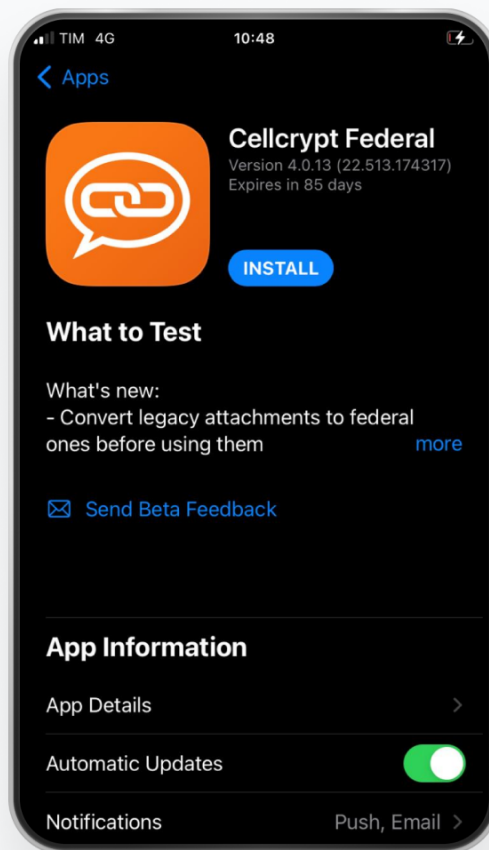 TIM 4G 10:48
Apps
Cellcrypt Federal
Version 4.0.13 (22.513.174317)
Expires in 85 days
INSTALL
What to Test
What's new:
- Convert legacy attachments to federal
ones before using them more
Send Beta Feedback
App Information
App Details
Automatic Updates
Notifications Push, Email